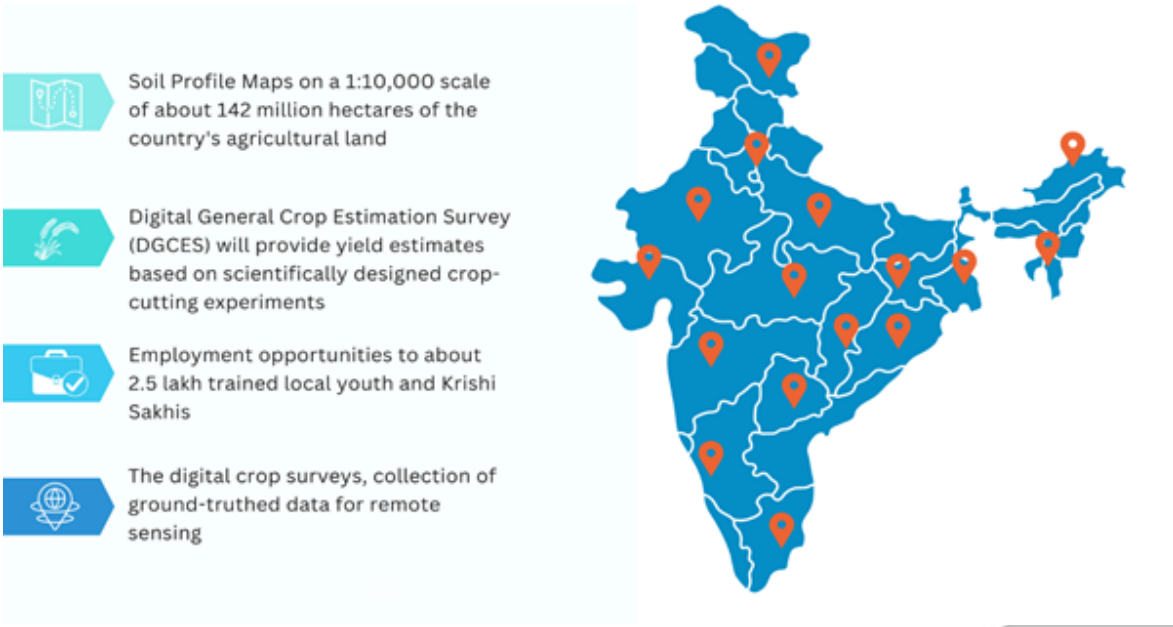 Soil Profile Maps on a 1:10,000 scale
of about 142 million hectares of the
country's agricultural land
Digital General Crop Estimation Survey
(DGCES) will provide yield estimates
based on scientifically designed crop-
cutting experiments
Employment opportunities to about
2.5 lakh trained local youth and Krishi
Sakhis
The digital crop surveys, collection of
ground-truthed data for remote
sensing